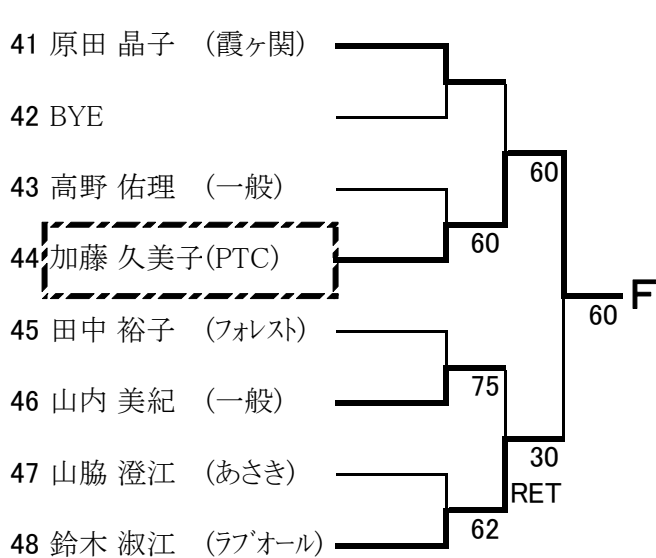 41 原田 晶子 (霞ヶ関)
42 BYE
60
43 高野 佑理 (一般)
60
44 加藤 久美子(PTC)
60 F
45 田中 裕子 (フォレスト)
75
46 山内 美紀 (一般)
30
47 山脇 澄江 (あさき)
RET
62
48 鈴木 淑江 (ラブオール)